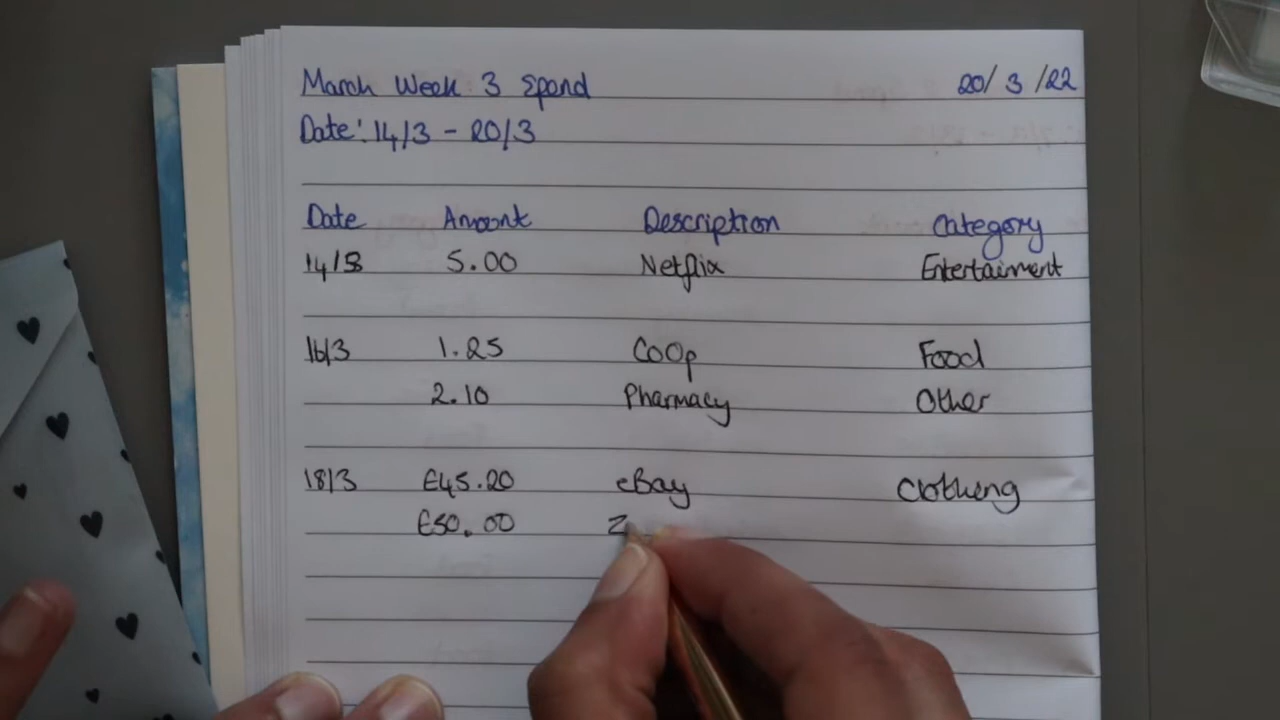 March Week 3 Spend 20/3/22
Date: 14/3 - 20/3
Date Amount Description Category
14/3 5.00 Netflix Entertaiment
16/3 1.25 COOp Food
2.10 Pharmacy Other
18/3 £45.20 eBay Clotheng
£50.00 Z